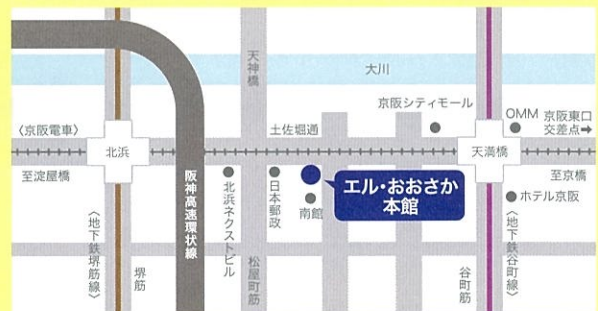 天神橋
大川
京阪シティモール
OMM
京阪東口
交差点➡
〈京阪電車〉
北浜
土佐堀通
天満橋
至淀屋橋
至京橋
阪神高速環状線
北浜ネクストビル
日本郵政
南館
エル・おおさか
本館
ホテル京阪
〈地下鉄堺筋線〉
堺筋
松屋町筋
谷町筋
〈地下鉄谷町線〉